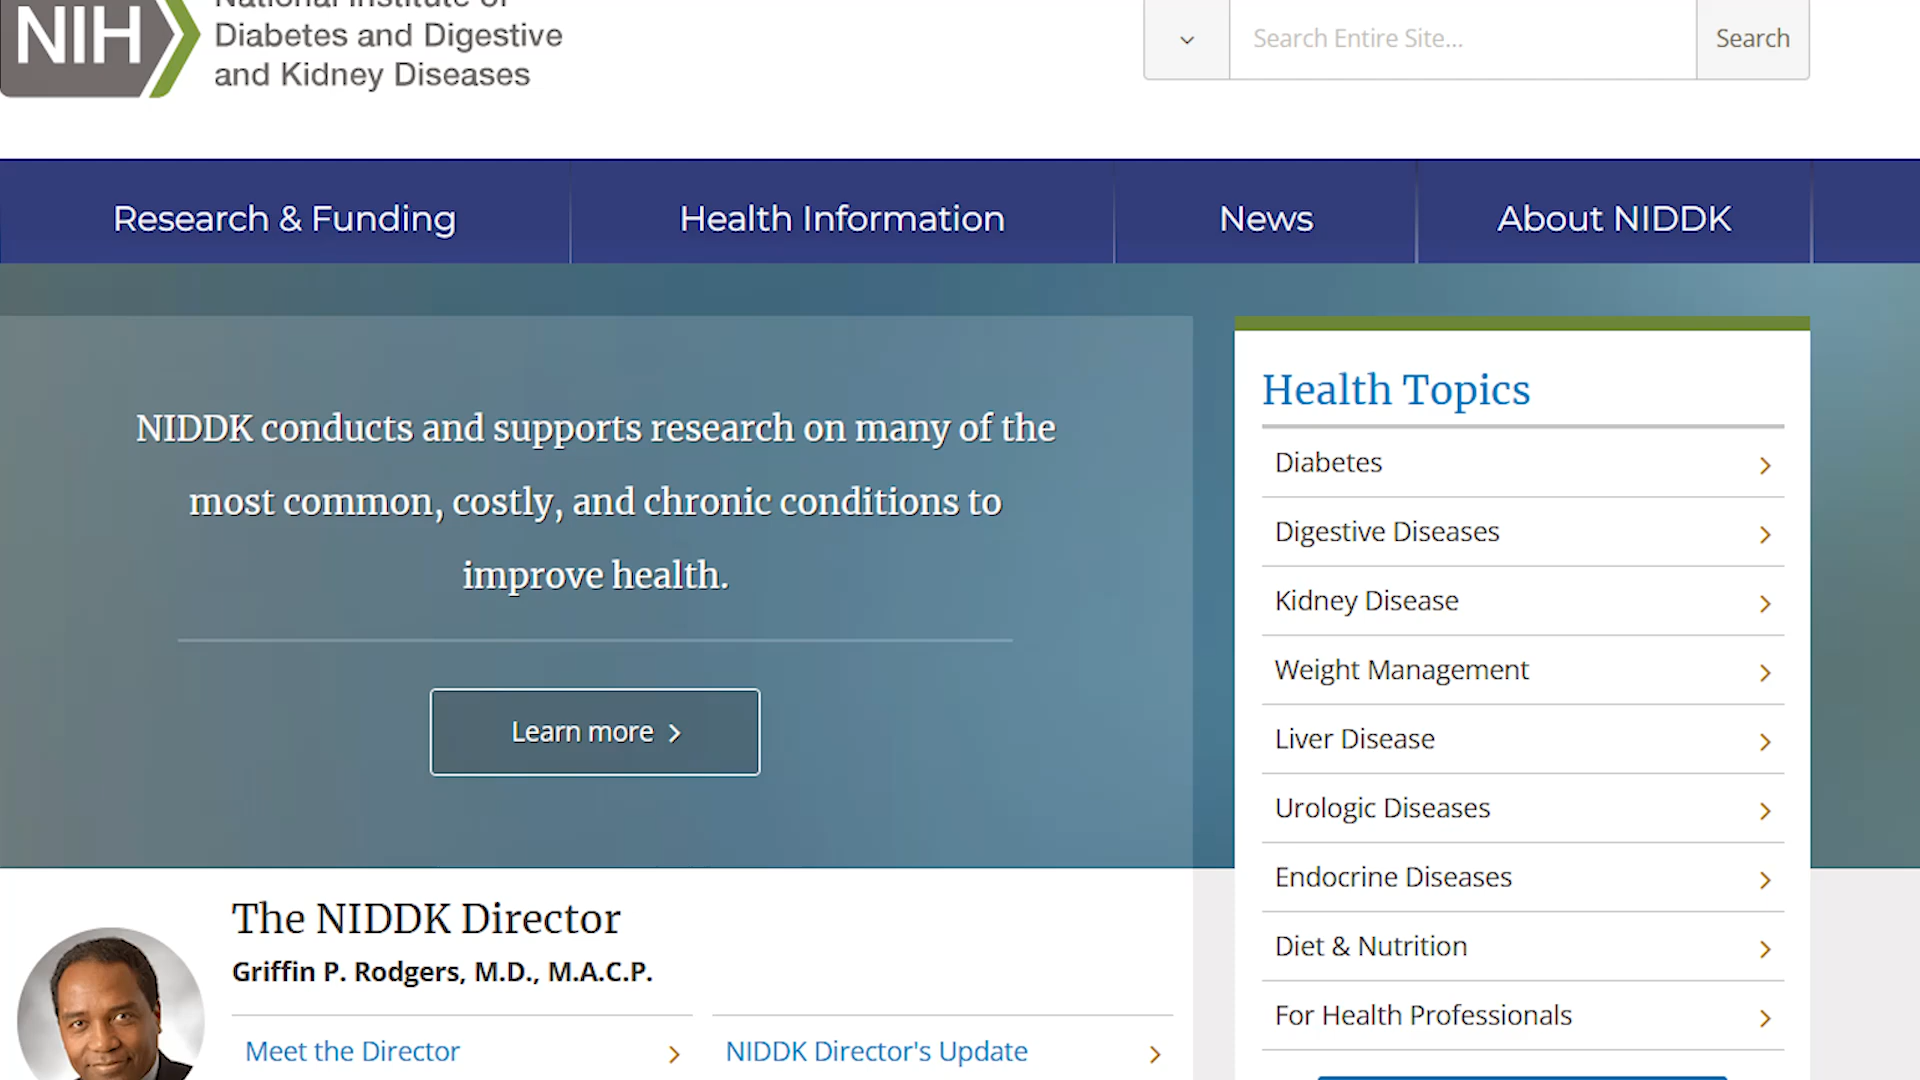 NIH
National Institute of
Diabetes and Digestive
and Kidney Diseases
Search Entire Site...
Search
Research & Funding
Health Information
News
About NIDDK
NIDDK conducts and supports research on many of the
most common, costly, and chronic conditions to
improve health.
Learn more
Health Topics
Diabetes
Digestive Diseases
Kidney Disease
Weight Management
Liver Disease
Urologic Diseases
Endocrine Diseases
Diet & Nutrition
For Health Professionals
The NIDDK Director
Griffin P. Rodgers, M.D., M.A.C.P.
Meet the Director
NIDDK Director's Update